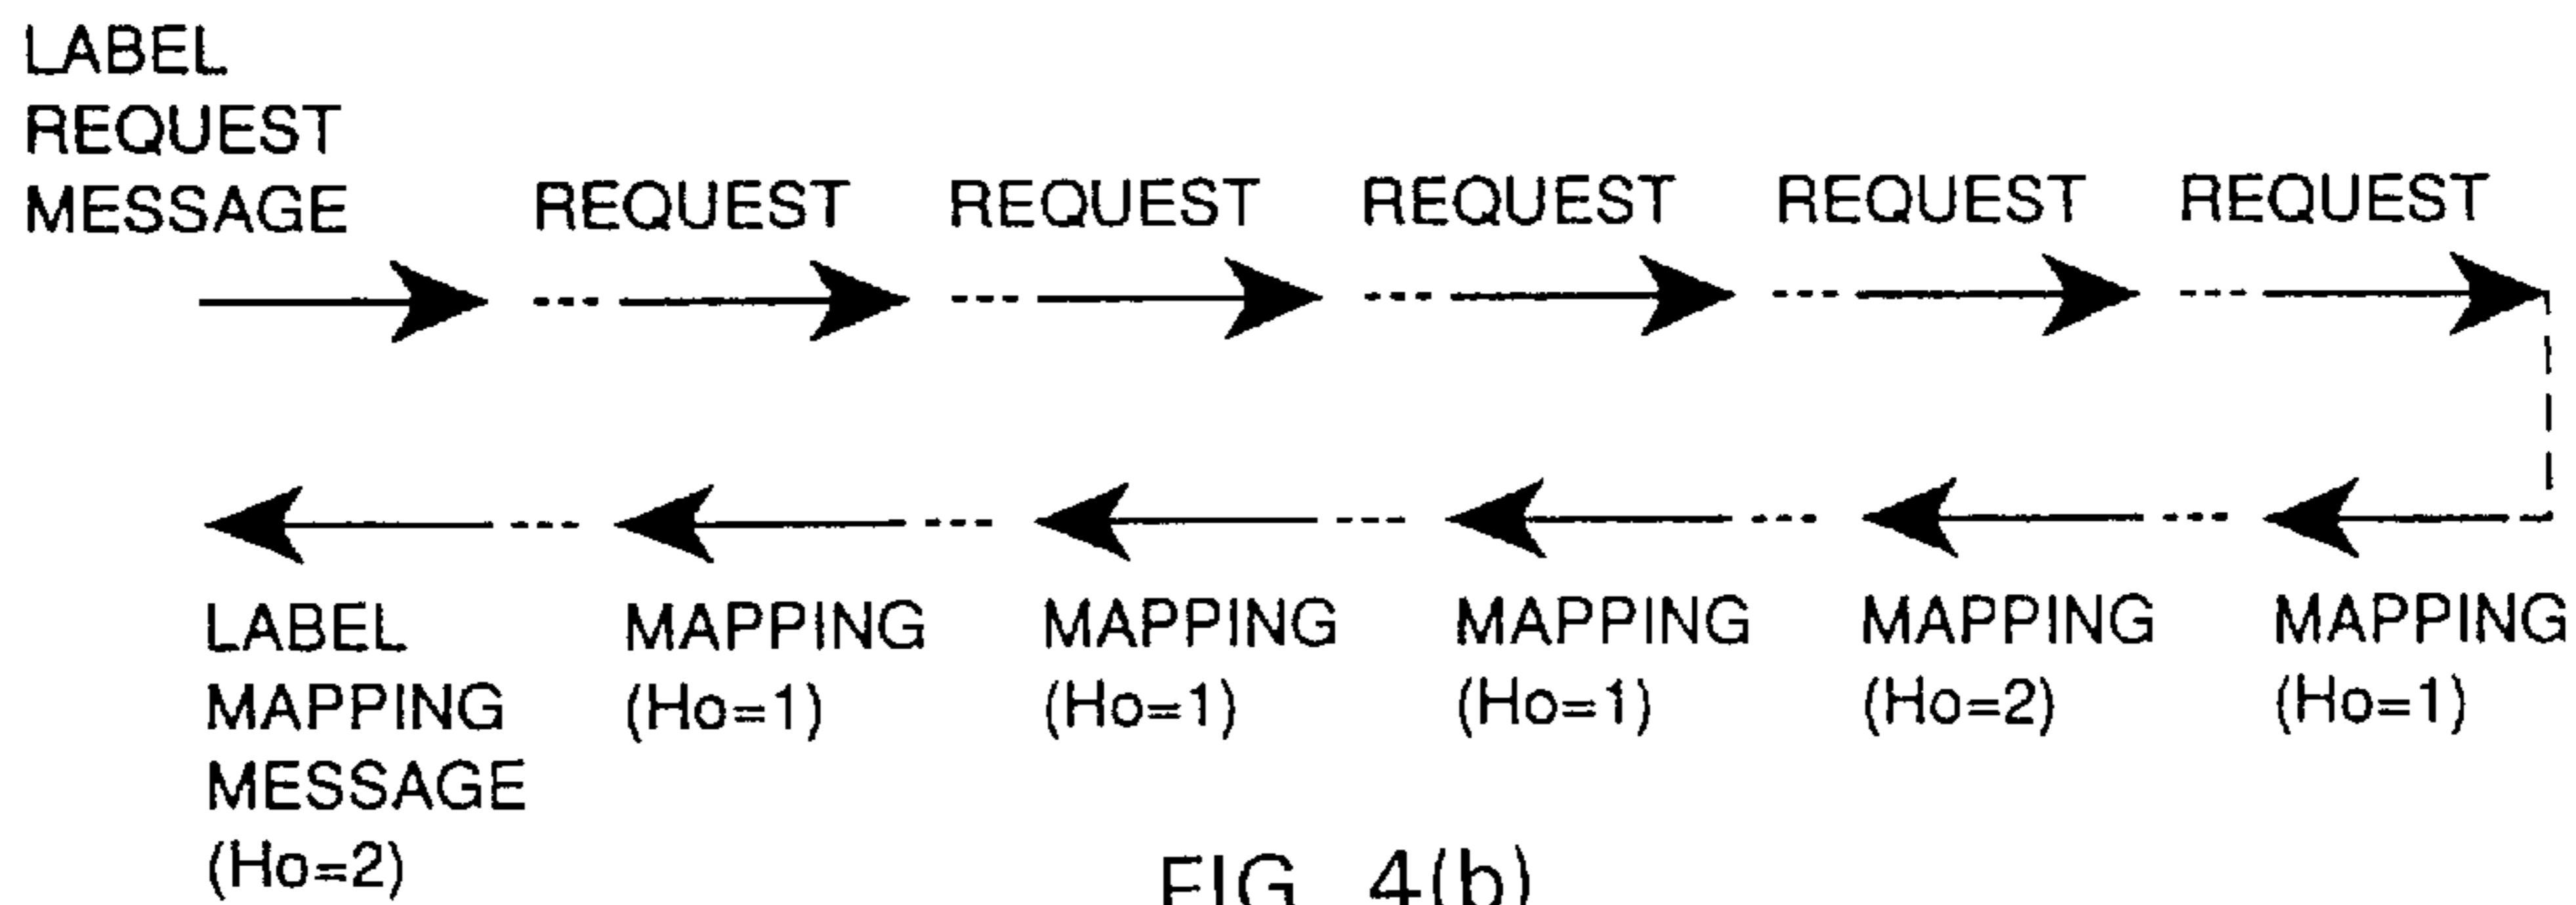 LABEL
REQUEST
MESSAGE REQUEST REQUEST REQUEST REQUEST REQUEST
LABEL MAPPING MAPPING MAPPING MAPPING MAPPING
MAPPING (Ho=1) (Ho=1) (Ho=1) (Ho=2) (Ho=1)
MESSAGE
(Ho=2)
FIG. 4(b)